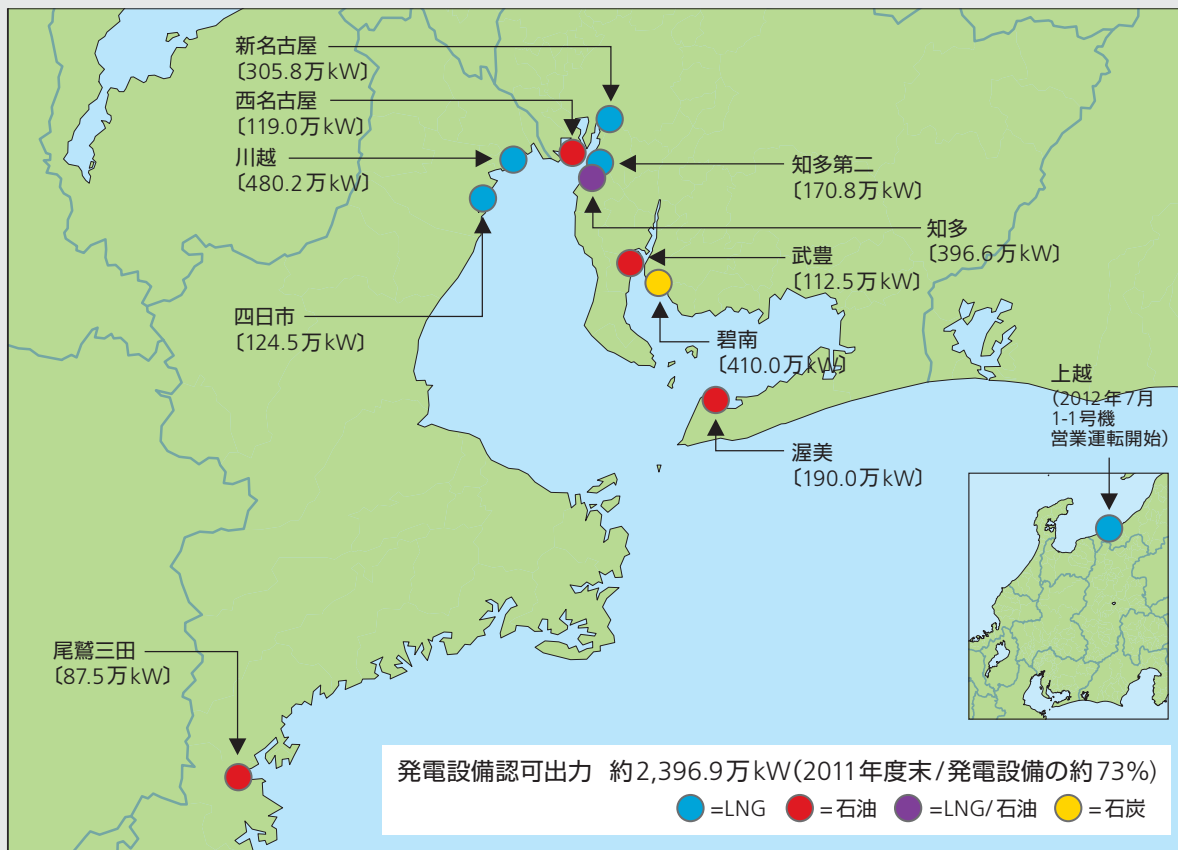 新名古屋
〔305.8万kW〕
西名古屋
〔119.0万kW〕
川越
〔480.2万kW〕
知多第二
〔170.8万kW〕
知多
〔396.6万kW〕
武豊
〔112.5万kW〕
四日市
〔124.5万kW〕
碧南
〔410.0万kW〕
上越
(2012年7月
1-1号機
営業運転開始)
渥美
〔190.0万kW〕
尾鷲三田
〔87.5万kW〕
発電設備認可出力 約2,396.9万kW(2011年度末/発電設備の約73%)
=LNG =石油 =LNG/石油 =石炭